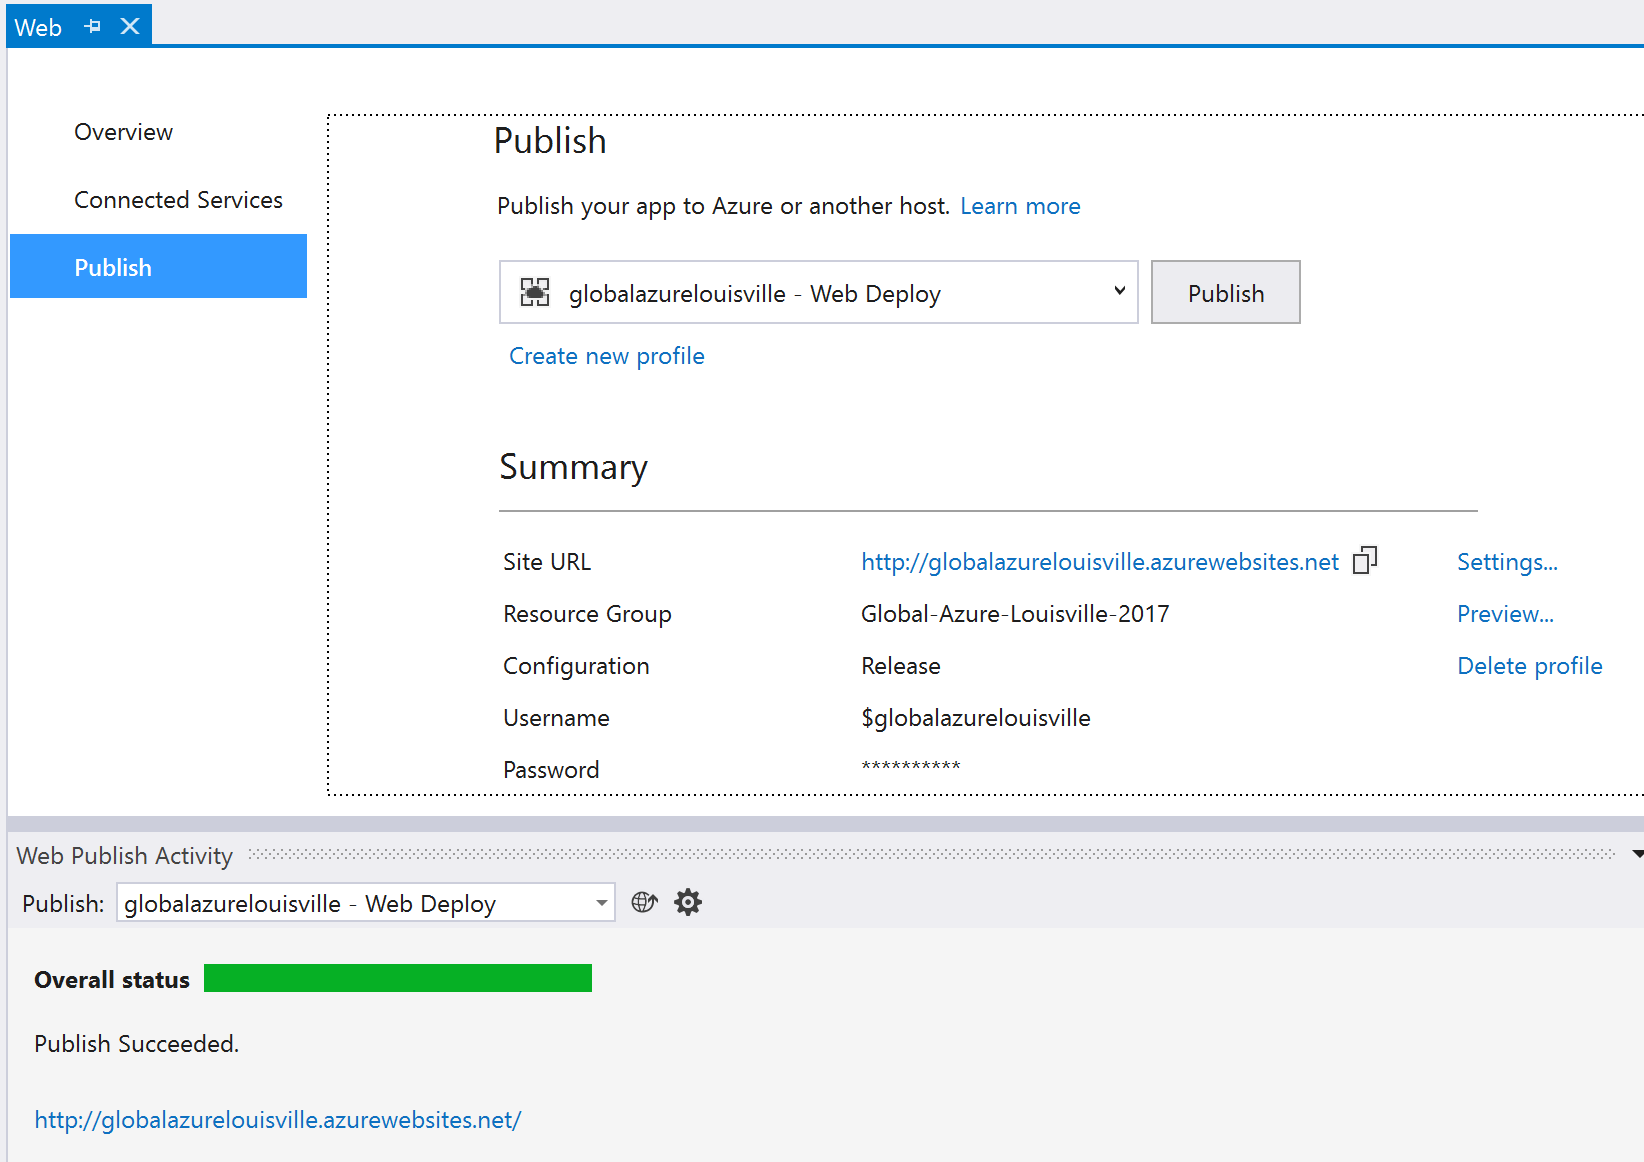 Web
Overview
Connected Services
Publish
Publish
Publish your app to Azure or another host. Learn more
globalazurelouisville - Web Deploy
Publish
Create new profile
Summary
Site URL http://globalazurelouisville.azurewebsites.net Settings...
Resource Group Global-Azure-Louisville-2017 Preview...
Configuration Release Delete profile
Username $globalazurelouisville
Password **********
Web Publish Activity
Publish: globalazurelouisville - Web Deploy
Overall status
Publish Succeeded.
http://globalazurelouisville.azurewebsites.net/